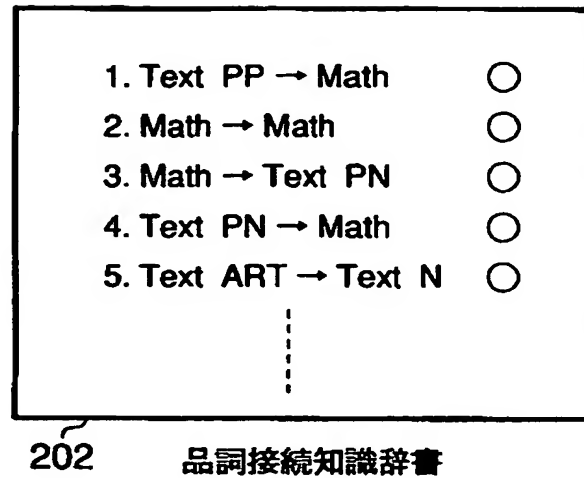 1. Text PP → Math ○
2. Math → Math ○
3. Math → Text PN ○
4. Text PN → Math ○
5. Text ART → Text N ○
202 品詞接続知識辞書